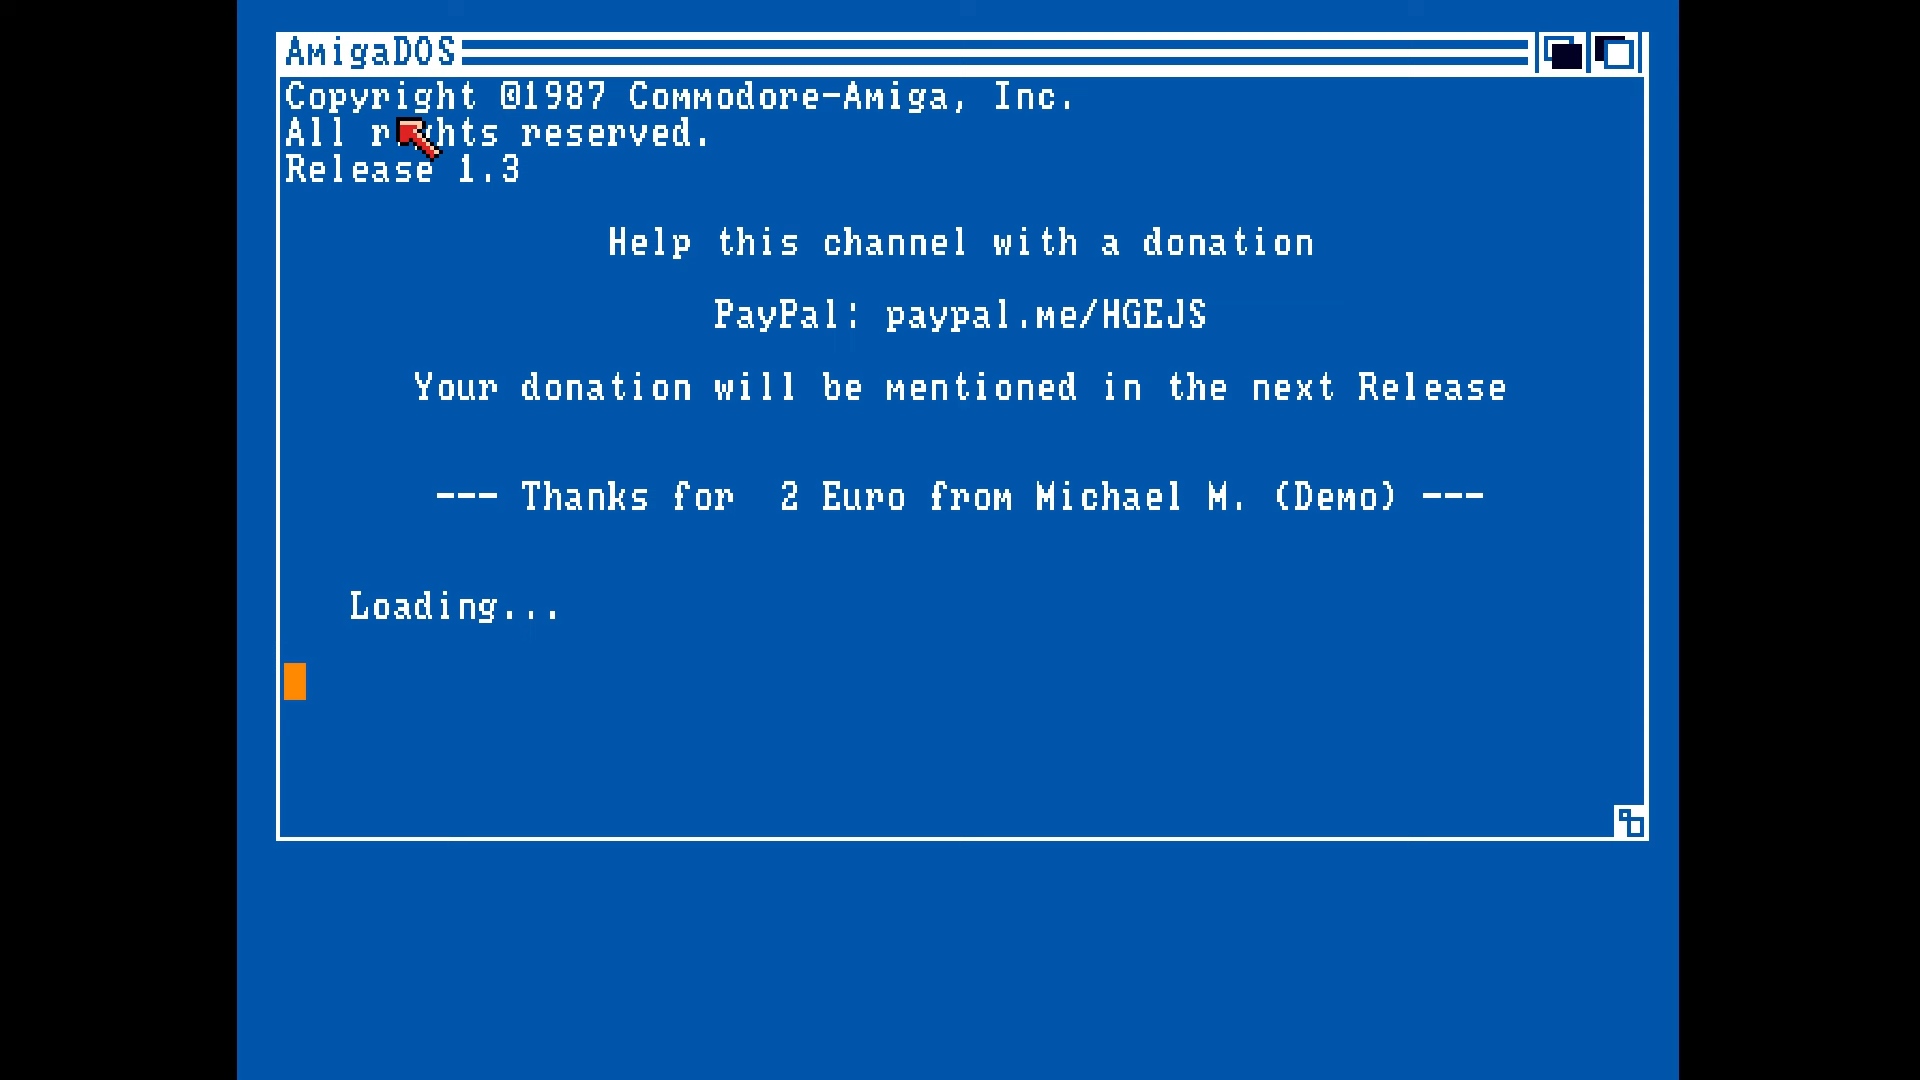 AmigaDOS
Copyright ©1987 Commodore-Amiga, Inc.
All rights reserved.
Release 1.3
Help this channel with a donation
PayPal: paypal.me/HGEJS
Your donation will be mentioned in the next Release
--- Thanks for  2 Euro from Michael M. (Demo) ---
Loading...